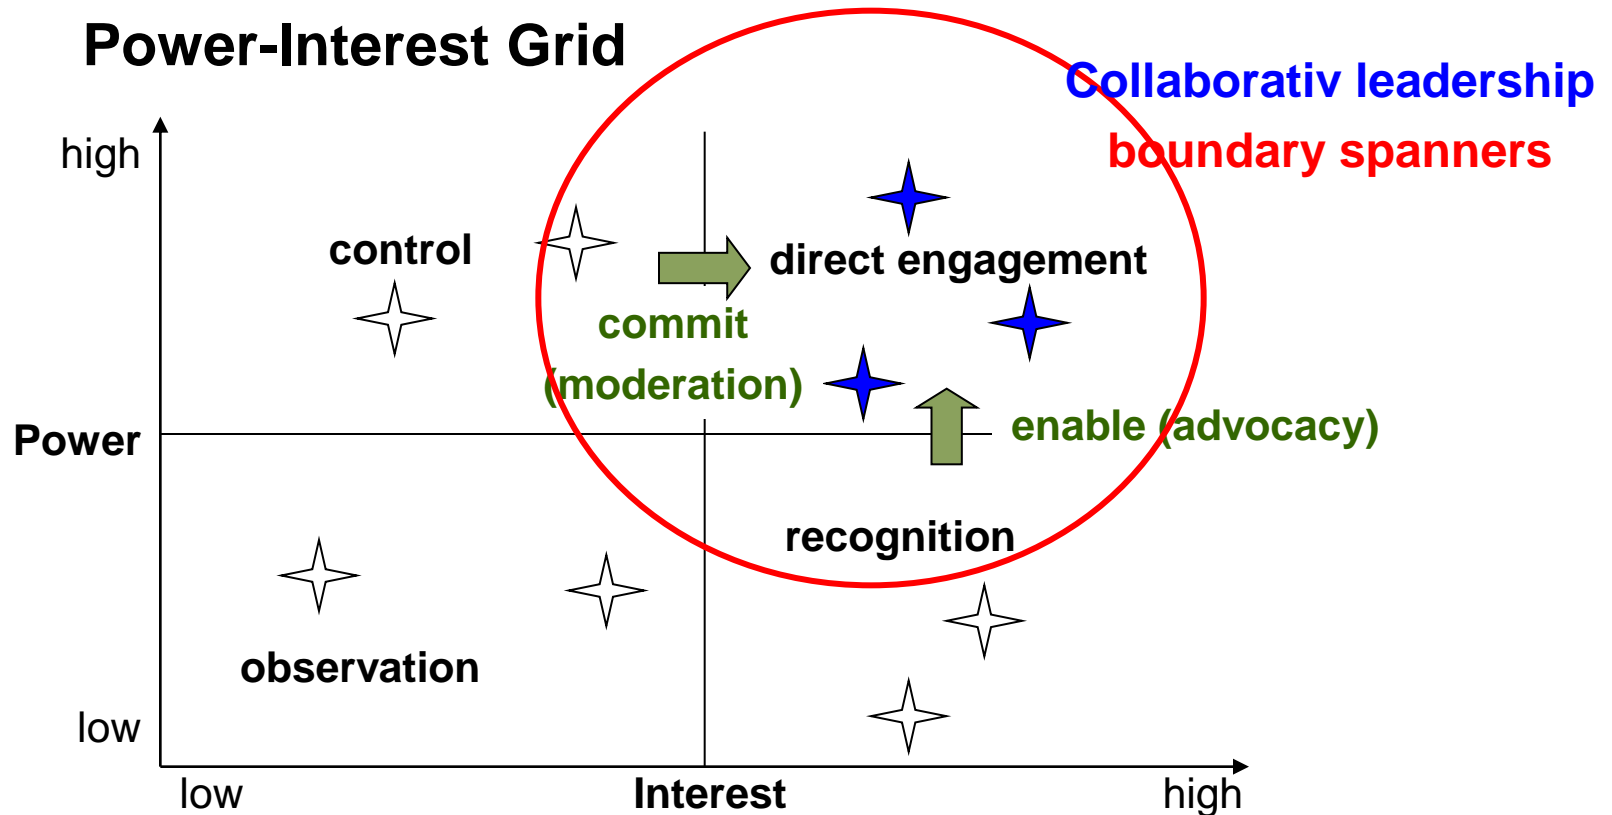 Power-Interest Grid
Collaborativ leadership
boundary spanners
high
control
direct engagement
commit
(moderation)
enable (advocacy)
Power
recognition
observation
low
low
Interest
high